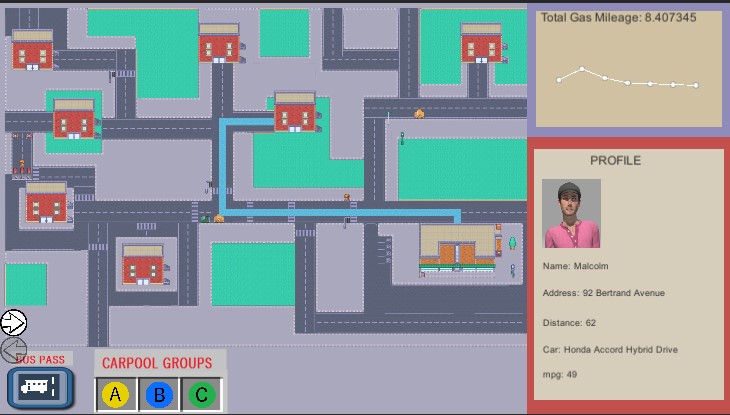 Total Gas Mileage: 8.407345
PROFILE
Name: Malcolm
Address: 92 Bertrand Avenue
Distance: 62
Car: Honda Accord Hybrid Drive
mpg: 49
BUS PASS
CARPOOL GROUPS
A B C